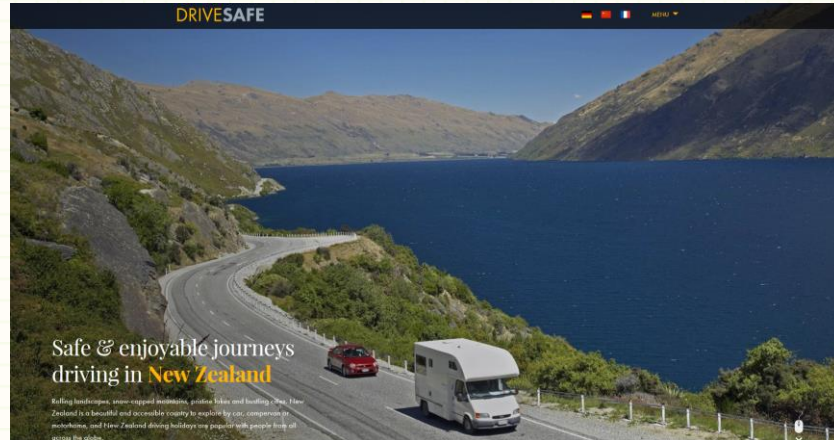 DRIVESAFE
MENU
Safe & enjoyable journeys
driving in New Zealand
Rolling landscapes, snow-capped mountains, pristine lakes and bustling cities, New
Zealand is a beautiful and accessible country to explore by car, campervan or
motorhome, and New Zealand driving holidays are popular with people from all
across the globe.